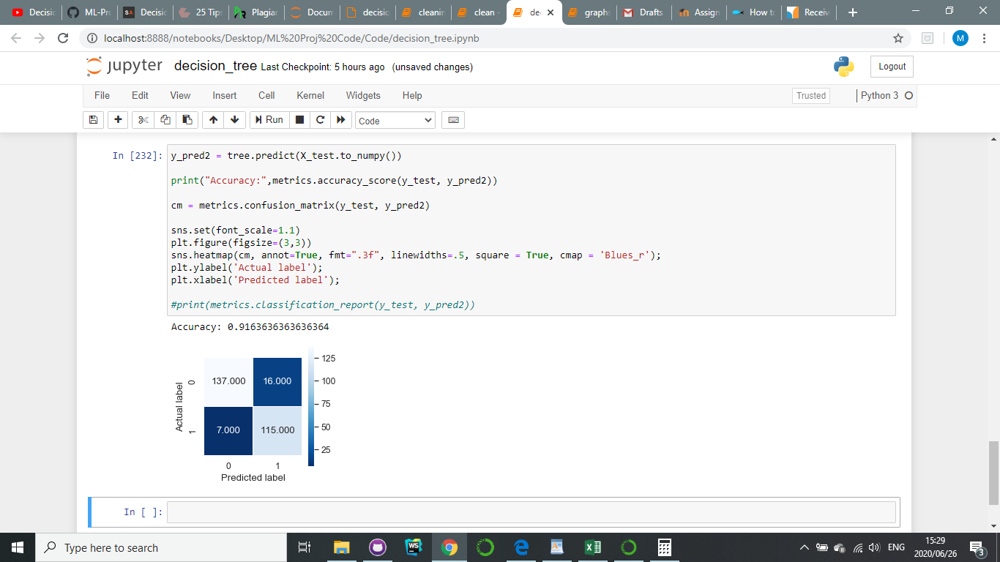 Decisio
ML-Pro
Decisio
25 Tips
Plagiar
Docum
decisio
cleanin
clean -
dec
graphs
Drafts
Assign
How to
Receiv
localhost:8888/notebooks/Desktop/ML%20Proj%20Code/Code/decision_tree.ipynb
M
jupyter decision_tree Last Checkpoint: 5 hours ago (unsaved changes)
Logout
File Edit View Insert Cell Kernel Widgets Help
Trusted
Python 3
Run
Code
In [232]:
y_pred2 = tree.predict(X_test.to_numpy())
print("Accuracy:",metrics.accuracy_score(y_test, y_pred2))
cm = metrics.confusion_matrix(y_test, y_pred2)
sns.set(font_scale=1.1)
plt.figure(figsize=(3,3))
sns.heatmap(cm, annot=True, fmt=".3f", linewidths=.5, square = True, cmap = 'Blues_r');
plt.ylabel('Actual label');
plt.xlabel('Predicted label');
#print(metrics.classification_report(y_test, y_pred2))
Accuracy: 0.9163636363636364
Actual label
0
1
137.000 16.000
7.000 115.000
0 1
Predicted label
125
100
75
50
25
In [ ]:
Type here to search
WS
ENG
15:29
2020/06/26
3